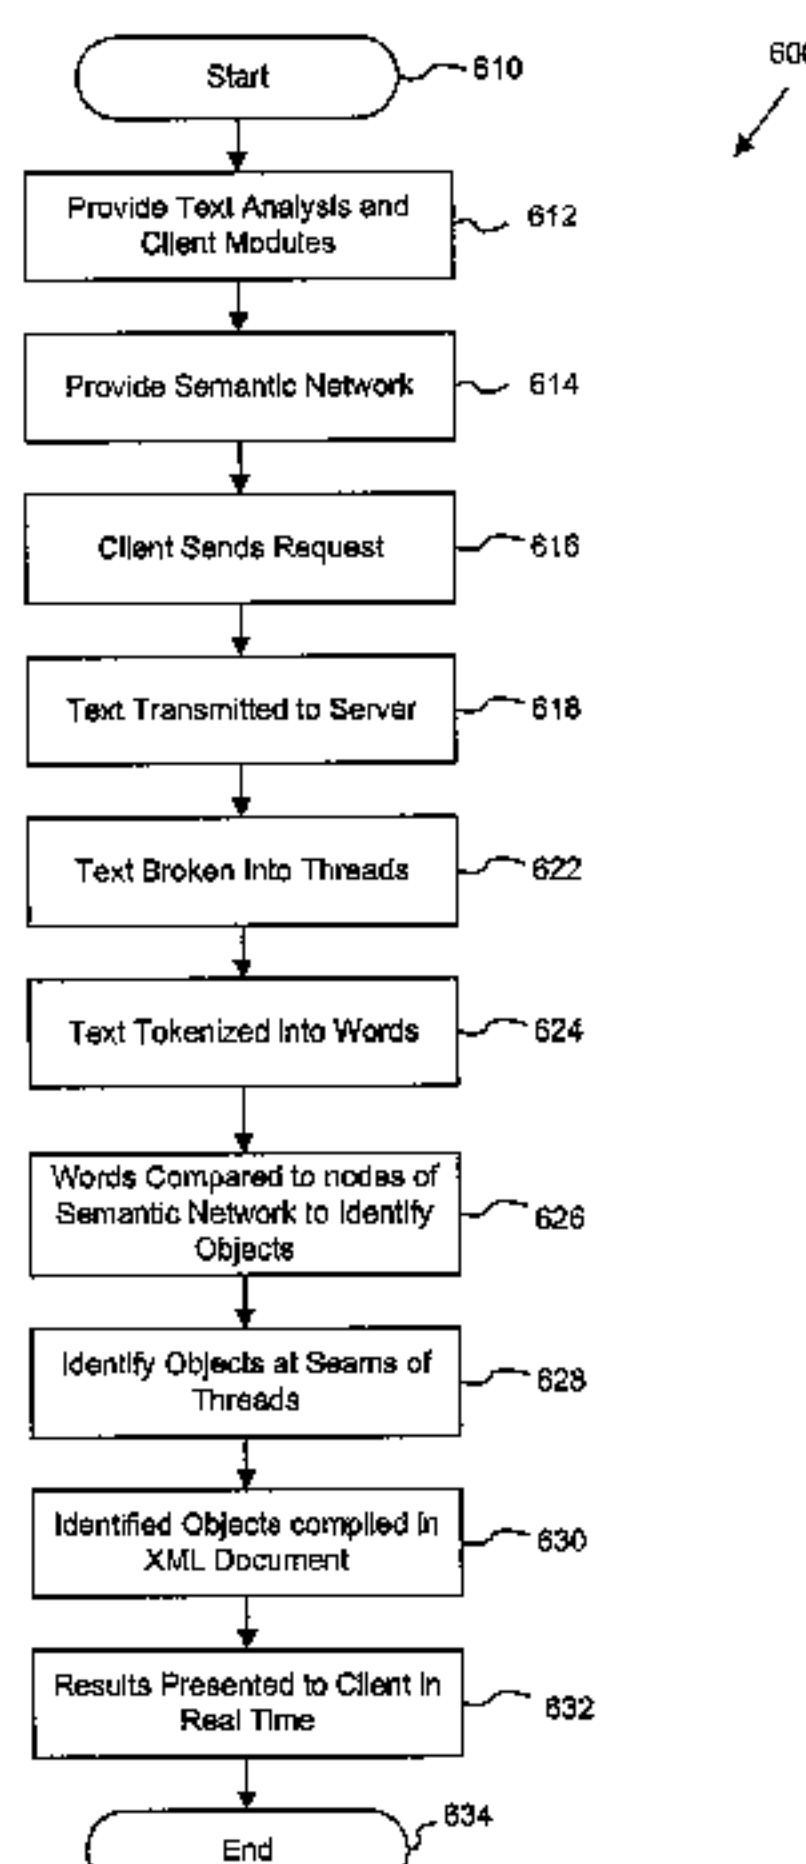 Start
610
Provide Text Analysis and
Client Modules
612
Provide Semantic Network
614
Client Sends Request
616
Text Transmitted to Server
618
Text Broken Into Threads
622
Text Tokenized Into Words
624
Words Compared to nodes of
Semantic Network to Identify
Objects
626
Identify Objects at Seams of
Threads
628
Identified Objects compiled in
XML Document
630
Results Presented to Client in
Real Time
632
End
634